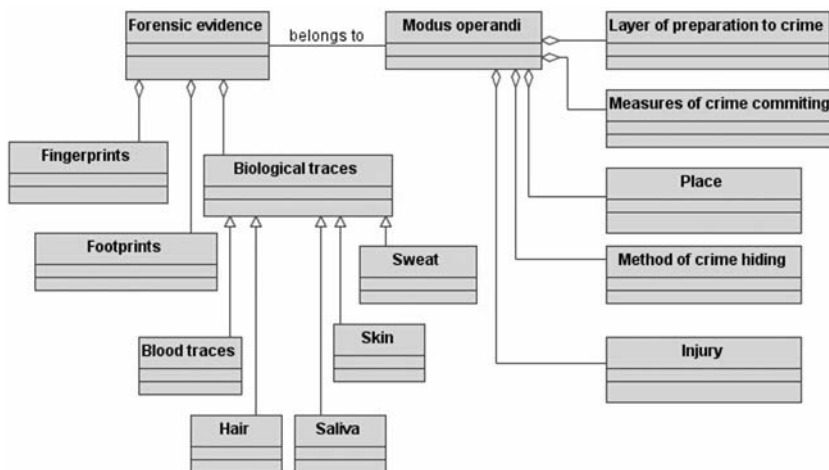 Forensic evidence
belongs to
Modus operandi
Layer of preparation to crime
Measures of crime commiting
Fingerprints
Biological traces
Place
Footprints
Sweat
Method of crime hiding
Blood traces
Skin
Injury
Hair
Saliva